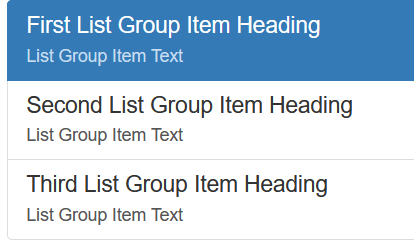 First List Group Item Heading
List Group Item Text
Second List Group Item Heading
List Group Item Text
Third List Group Item Heading
List Group Item Text